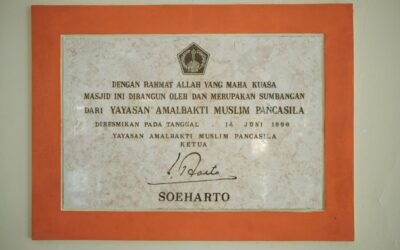 DENGAN RAHMAT ALLAH YANG MAHA KUASA
MASJID INI DIBANGUN OLEH DAN MERUPAKAN SUMBANGAN
DARI YAYASAN AMALBAKTI MUSLIM PANCASILA
DIRESMIKAN PADA TANGGAL 14 JUNI
YAYASAN AMALBAKTI MUSLIM PANCASILA
KETUA
SOEHARTO